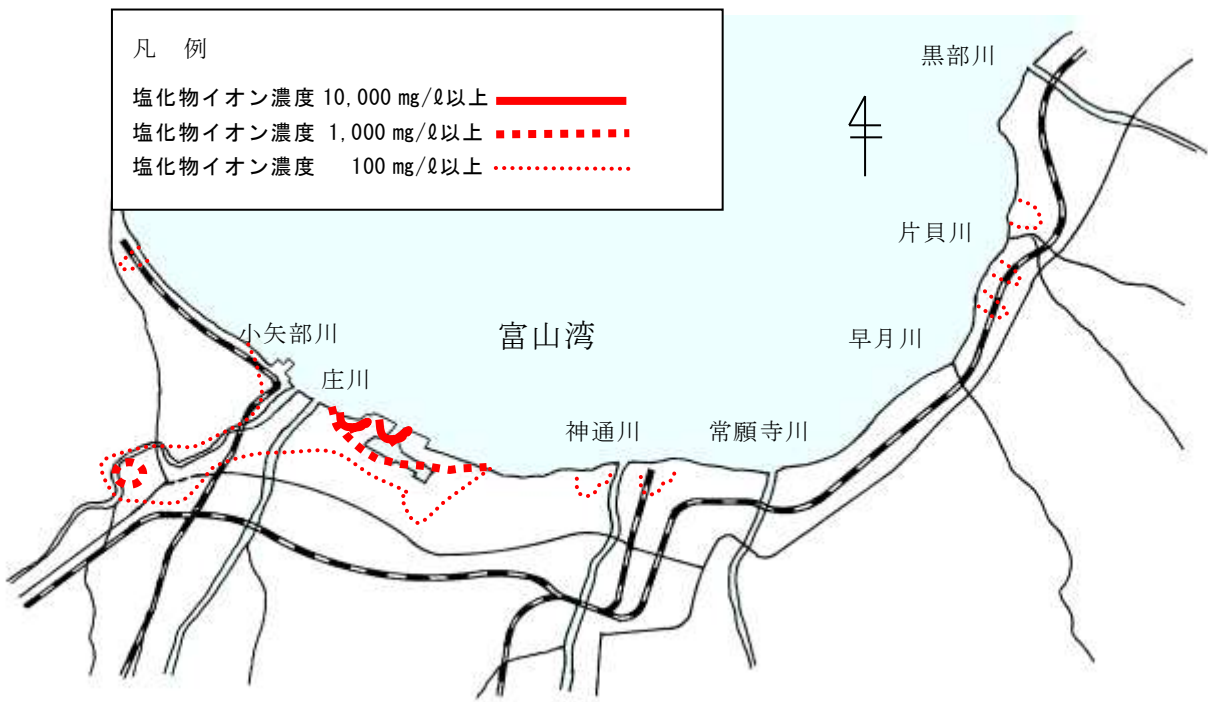 凡 例
塩化物イオン濃度 10,000 mg/ℓ以上
塩化物イオン濃度 1,000 mg/ℓ以上
塩化物イオン濃度 100 mg/ℓ以上
黒部川
片貝川
小矢部川
富山湾
早月川
庄川
神通川
常願寺川